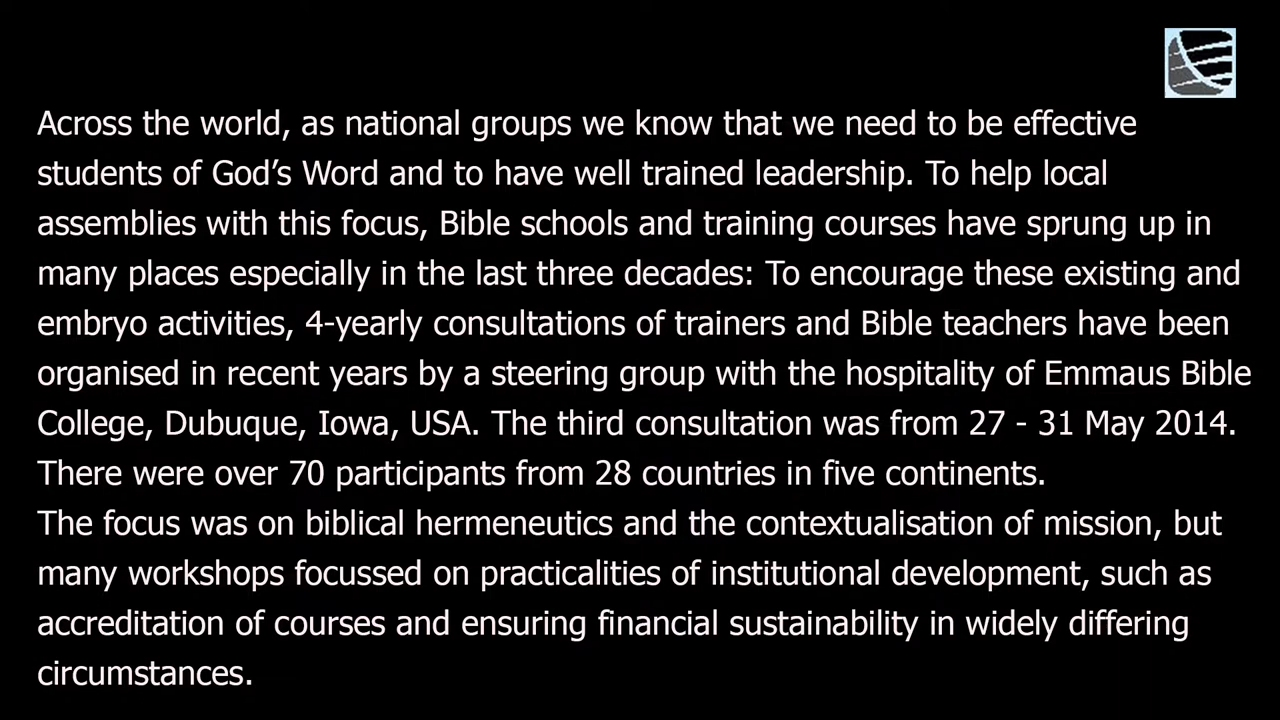 Across the world, as national groups we know that we need to be effective
students of God’s Word and to have well trained leadership. To help local
assemblies with this focus, Bible schools and training courses have sprung up in
many places especially in the last three decades: To encourage these existing and
embryo activities, 4-yearly consultations of trainers and Bible teachers have been
organised in recent years by a steering group with the hospitality of Emmaus Bible
College, Dubuque, Iowa, USA. The third consultation was from 27 - 31 May 2014.
There were over 70 participants from 28 countries in five continents.
The focus was on biblical hermeneutics and the contextualisation of mission, but
many workshops focussed on practicalities of institutional development, such as
accreditation of courses and ensuring financial sustainability in widely differing
circumstances.